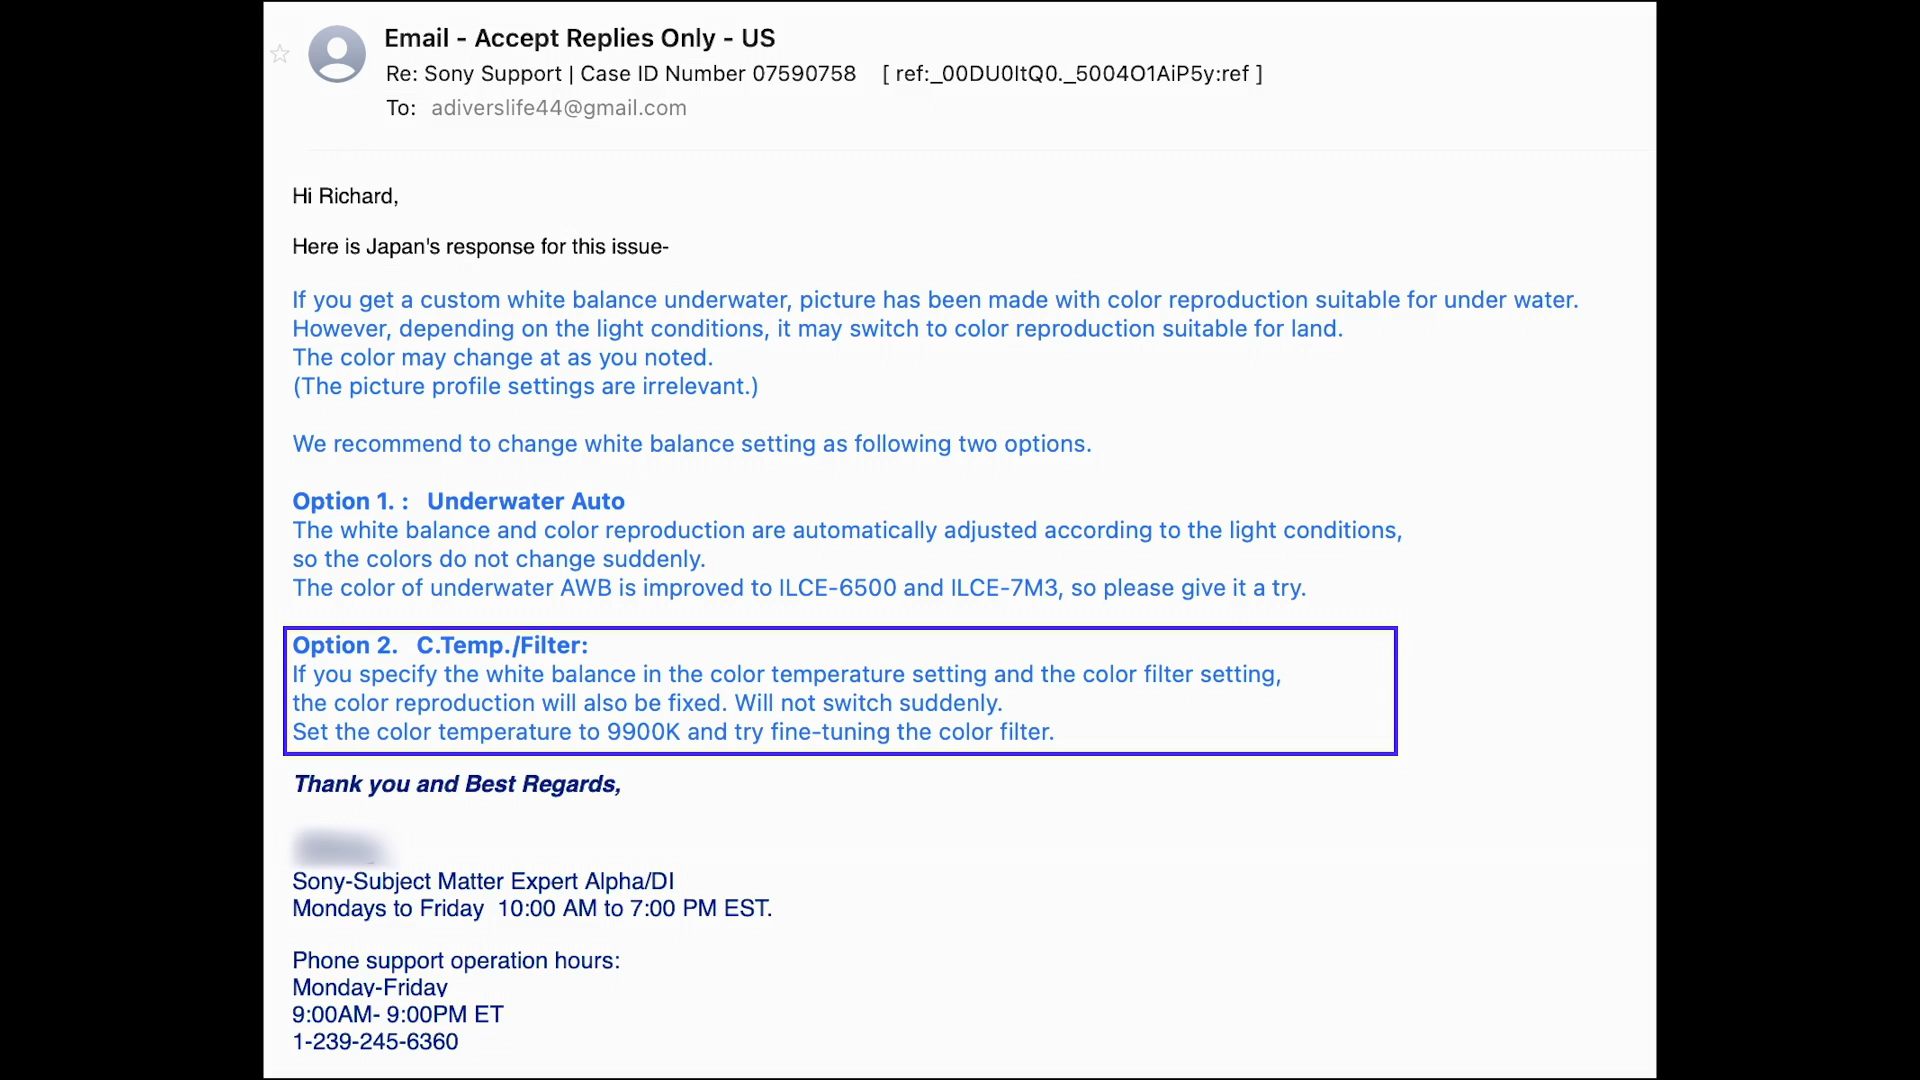 Email - Accept Replies Only - US
Re: Sony Support | Case ID Number 07590758 [ ref:_00DU0ItQ0._5004O1AiP5y:ref ]
To: adiverslife44@gmail.com
Hi Richard,
Here is Japan's response for this issue-
If you get a custom white balance underwater, picture has been made with color reproduction suitable for under water.
However, depending on the light conditions, it may switch to color reproduction suitable for land.
The color may change at as you noted.
(The picture profile settings are irrelevant.)
We recommend to change white balance setting as following two options.
Option 1. : Underwater Auto
The white balance and color reproduction are automatically adjusted according to the light conditions,
so the colors do not change suddenly.
The color of underwater AWB is improved to ILCE-6500 and ILCE-7M3, so please give it a try.
Option 2. C.Temp./Filter:
If you specify the white balance in the color temperature setting and the color filter setting,
the color reproduction will also be fixed. Will not switch suddenly.
Set the color temperature to 9900K and try fine-tuning the color filter.
Thank you and Best Regards,
Sony-Subject Matter Expert Alpha/DI
Mondays to Friday 10:00 AM to 7:00 PM EST.
Phone support operation hours:
Monday-Friday
9:00AM- 9:00PM ET
1-239-245-6360